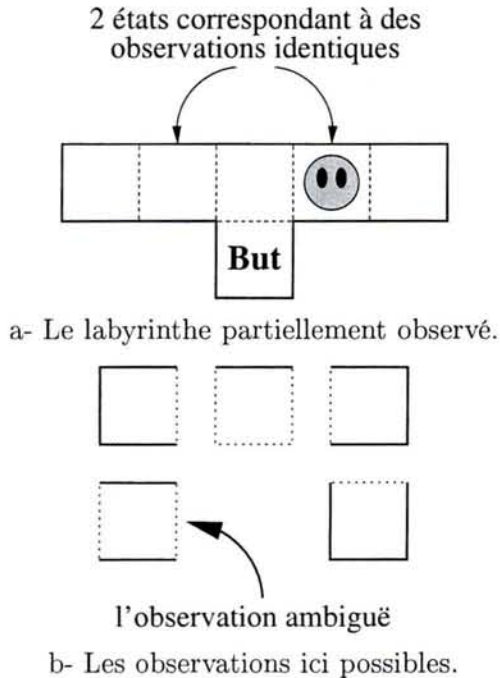 2 états correspondant à des
observations identiques
But
a- Le labyrinthe partiellement observé.
l'observation ambiguë
b- Les observations ici possibles.